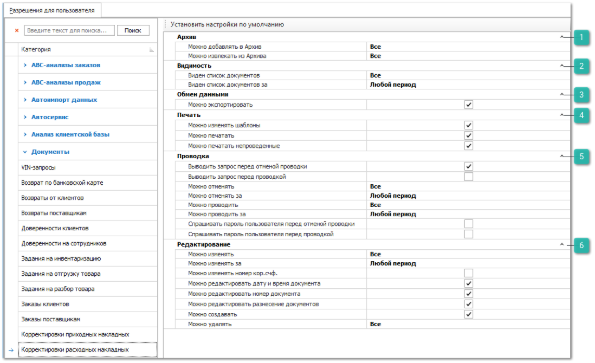 Разрешения для пользователя
Введите текст для поиска...
Поиск
Категория
ABC-анализы заказов
ABC-анализы продаж
Автоимпорт данных
Автосервис
Анализ клиентской базы
Документы
VIN-запросы
Возврат по банковской карте
Возвраты от клиентов
Возвраты поставщикам
Доверенности клиентов
Доверенности на сотрудников
Задания на инвентаризацию
Задания на отгрузку товара
Задания на разбор товара
Заказы клиентов
Заказы поставщикам
Корректировки приходных накладных
Корректировки расходных накладных
Установить настройки по умолчанию
Архив 1
Можно добавлять в Архив Все
Можно извлекать из Архива Все
Видимость 2
Виден список документов Все
Виден список документов за Любой период
Обмен данными 3
Можно экспортировать
Печать 4
Можно изменять шаблоны
Можно печатать
Можно печатать непроведенные
Проводка 5
Выводить запрос перед отменой проводки
Выводить запрос перед проводкой
Можно отменять Все
Можно отменять за Любой период
Можно проводить Все
Можно проводить за Любой период
Спрашивать пароль пользователя перед отменой проводки
Спрашивать пароль пользователя перед проводкой
Редактирование 6
Можно изменять Все
Можно изменять за Любой период
Можно изменять номер кор.счф.
Можно редактировать дату и время документа
Можно редактировать номер документа
Можно редактировать разнесение документов
Можно создавать
Можно удалять Все